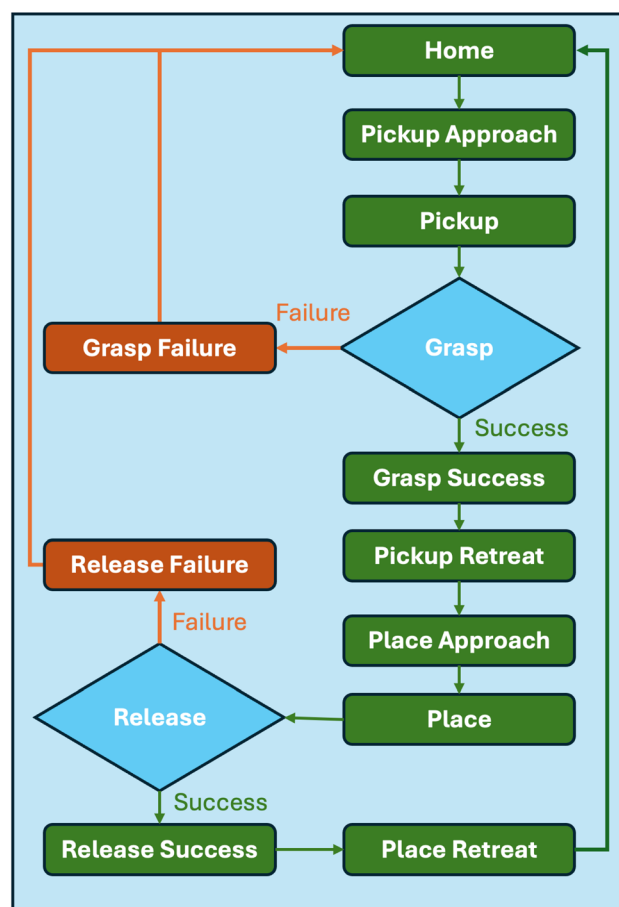 Home
Pickup Approach
Pickup
Failure
Grasp Failure
Grasp
Success
Grasp Success
Release Failure
Pickup Retreat
Failure
Place Approach
Release
Place
Success
Release Success
Place Retreat